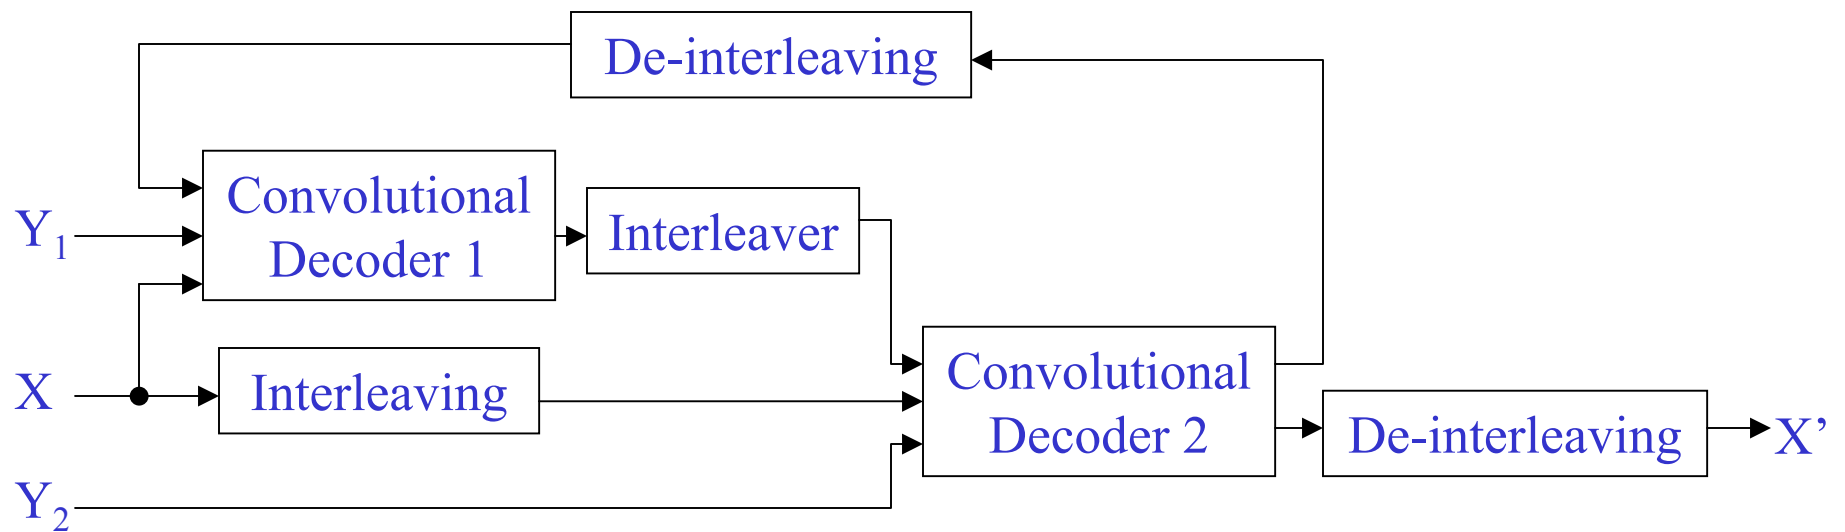 De-interleaving
Convolutional
Decoder 1
Y₁
Interleaver
X
Interleaving
Convolutional
Decoder 2
De-interleaving
X’
Y₂